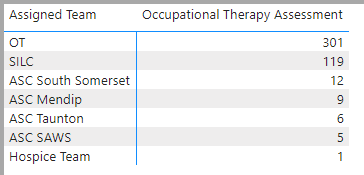 Assigned Team Occupational Therapy Assessment
OT 301
SILC 119
ASC South Somerset 12
ASC Mendip 9
ASC Taunton 6
ASC SAWS 5
Hospice Team 1